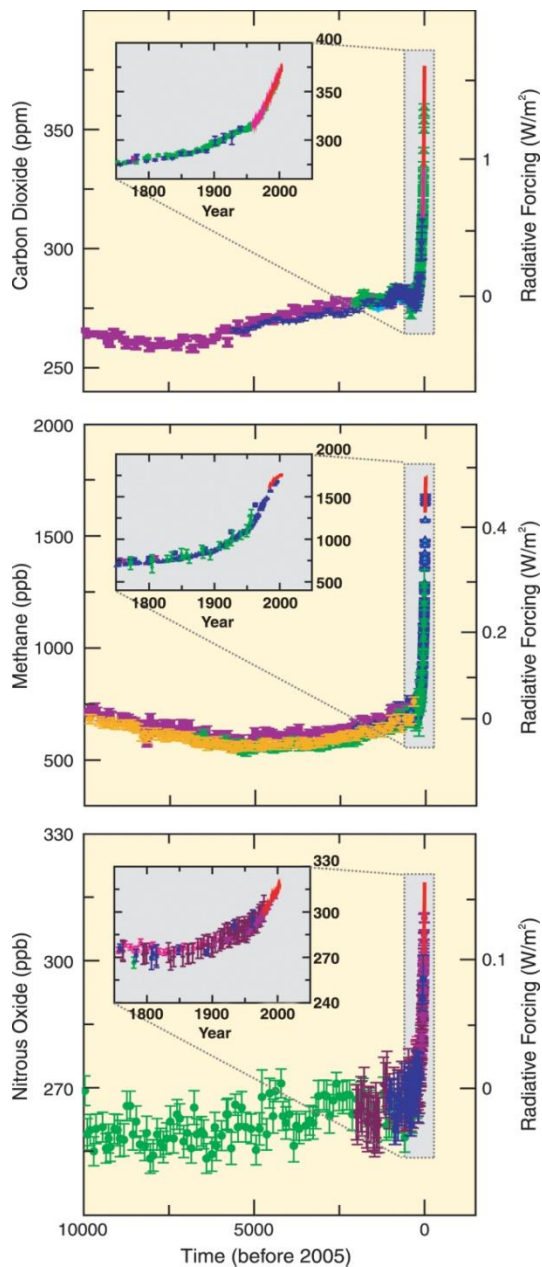 400
Carbon Dioxide (ppm)
350
300
250
300
1800 1900 2000
Year
1
0
Radiative Forcing (W/m²)
2000
Methane (ppb)
1500
1000
500
2000
1500
1000
500
1800 1900 2000
Year
0.4
0.2
0
Radiative Forcing (W/m²)
330
Nitrous Oxide (ppb)
300
270
330
300
270
240
1800 1900 2000
Year
0.1
0
Radiative Forcing (W/m²)
10000 5000 0
Time (before 2005)